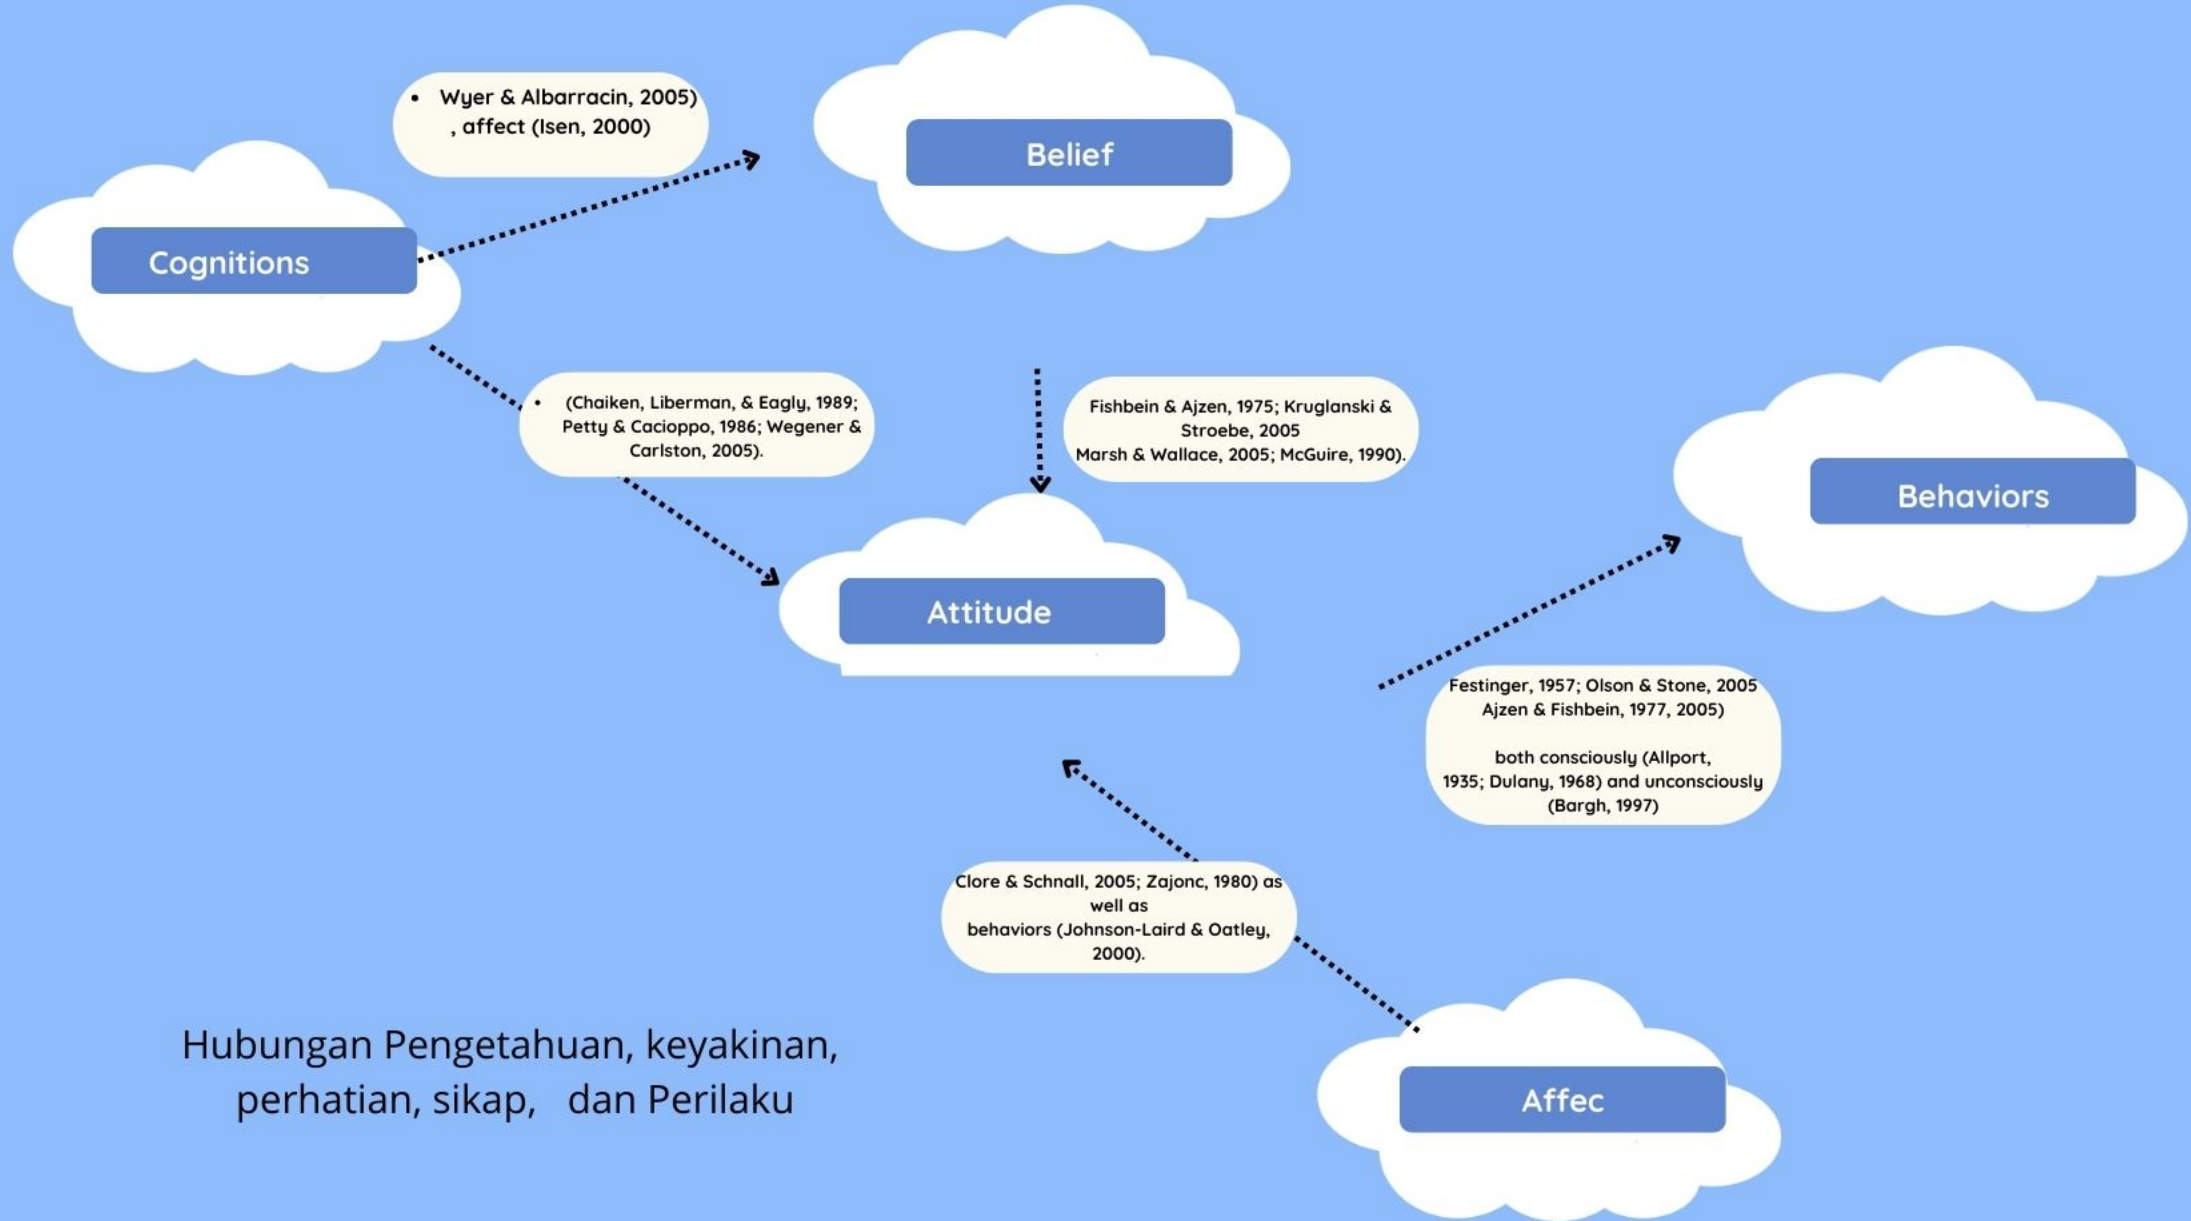 • Wyer & Albarracin, 2005)
, affect (Isen, 2000)
Belief
Cognitions
• (Chaiken, Liberman, & Eagly, 1989;
Petty & Cacioppo, 1986; Wegener &
Carlston, 2005).
Fishbein & Ajzen, 1975; Kruglanski &
Stroebe, 2005
Marsh & Wallace, 2005; McGuire, 1990).
Behaviors
Attitude
Festinger, 1957; Olson & Stone, 2005
Ajzen & Fishbein, 1977, 2005)
both consciously (Allport,
1935; Dulany, 1968) and unconsciously
(Bargh, 1997)
Clore & Schnall, 2005; Zajonc, 1980) as
well as
behaviors (Johnson-Laird & Oatley,
2000).
Hubungan Pengetahuan, keyakinan,
perhatian, sikap, dan Perilaku
Affec